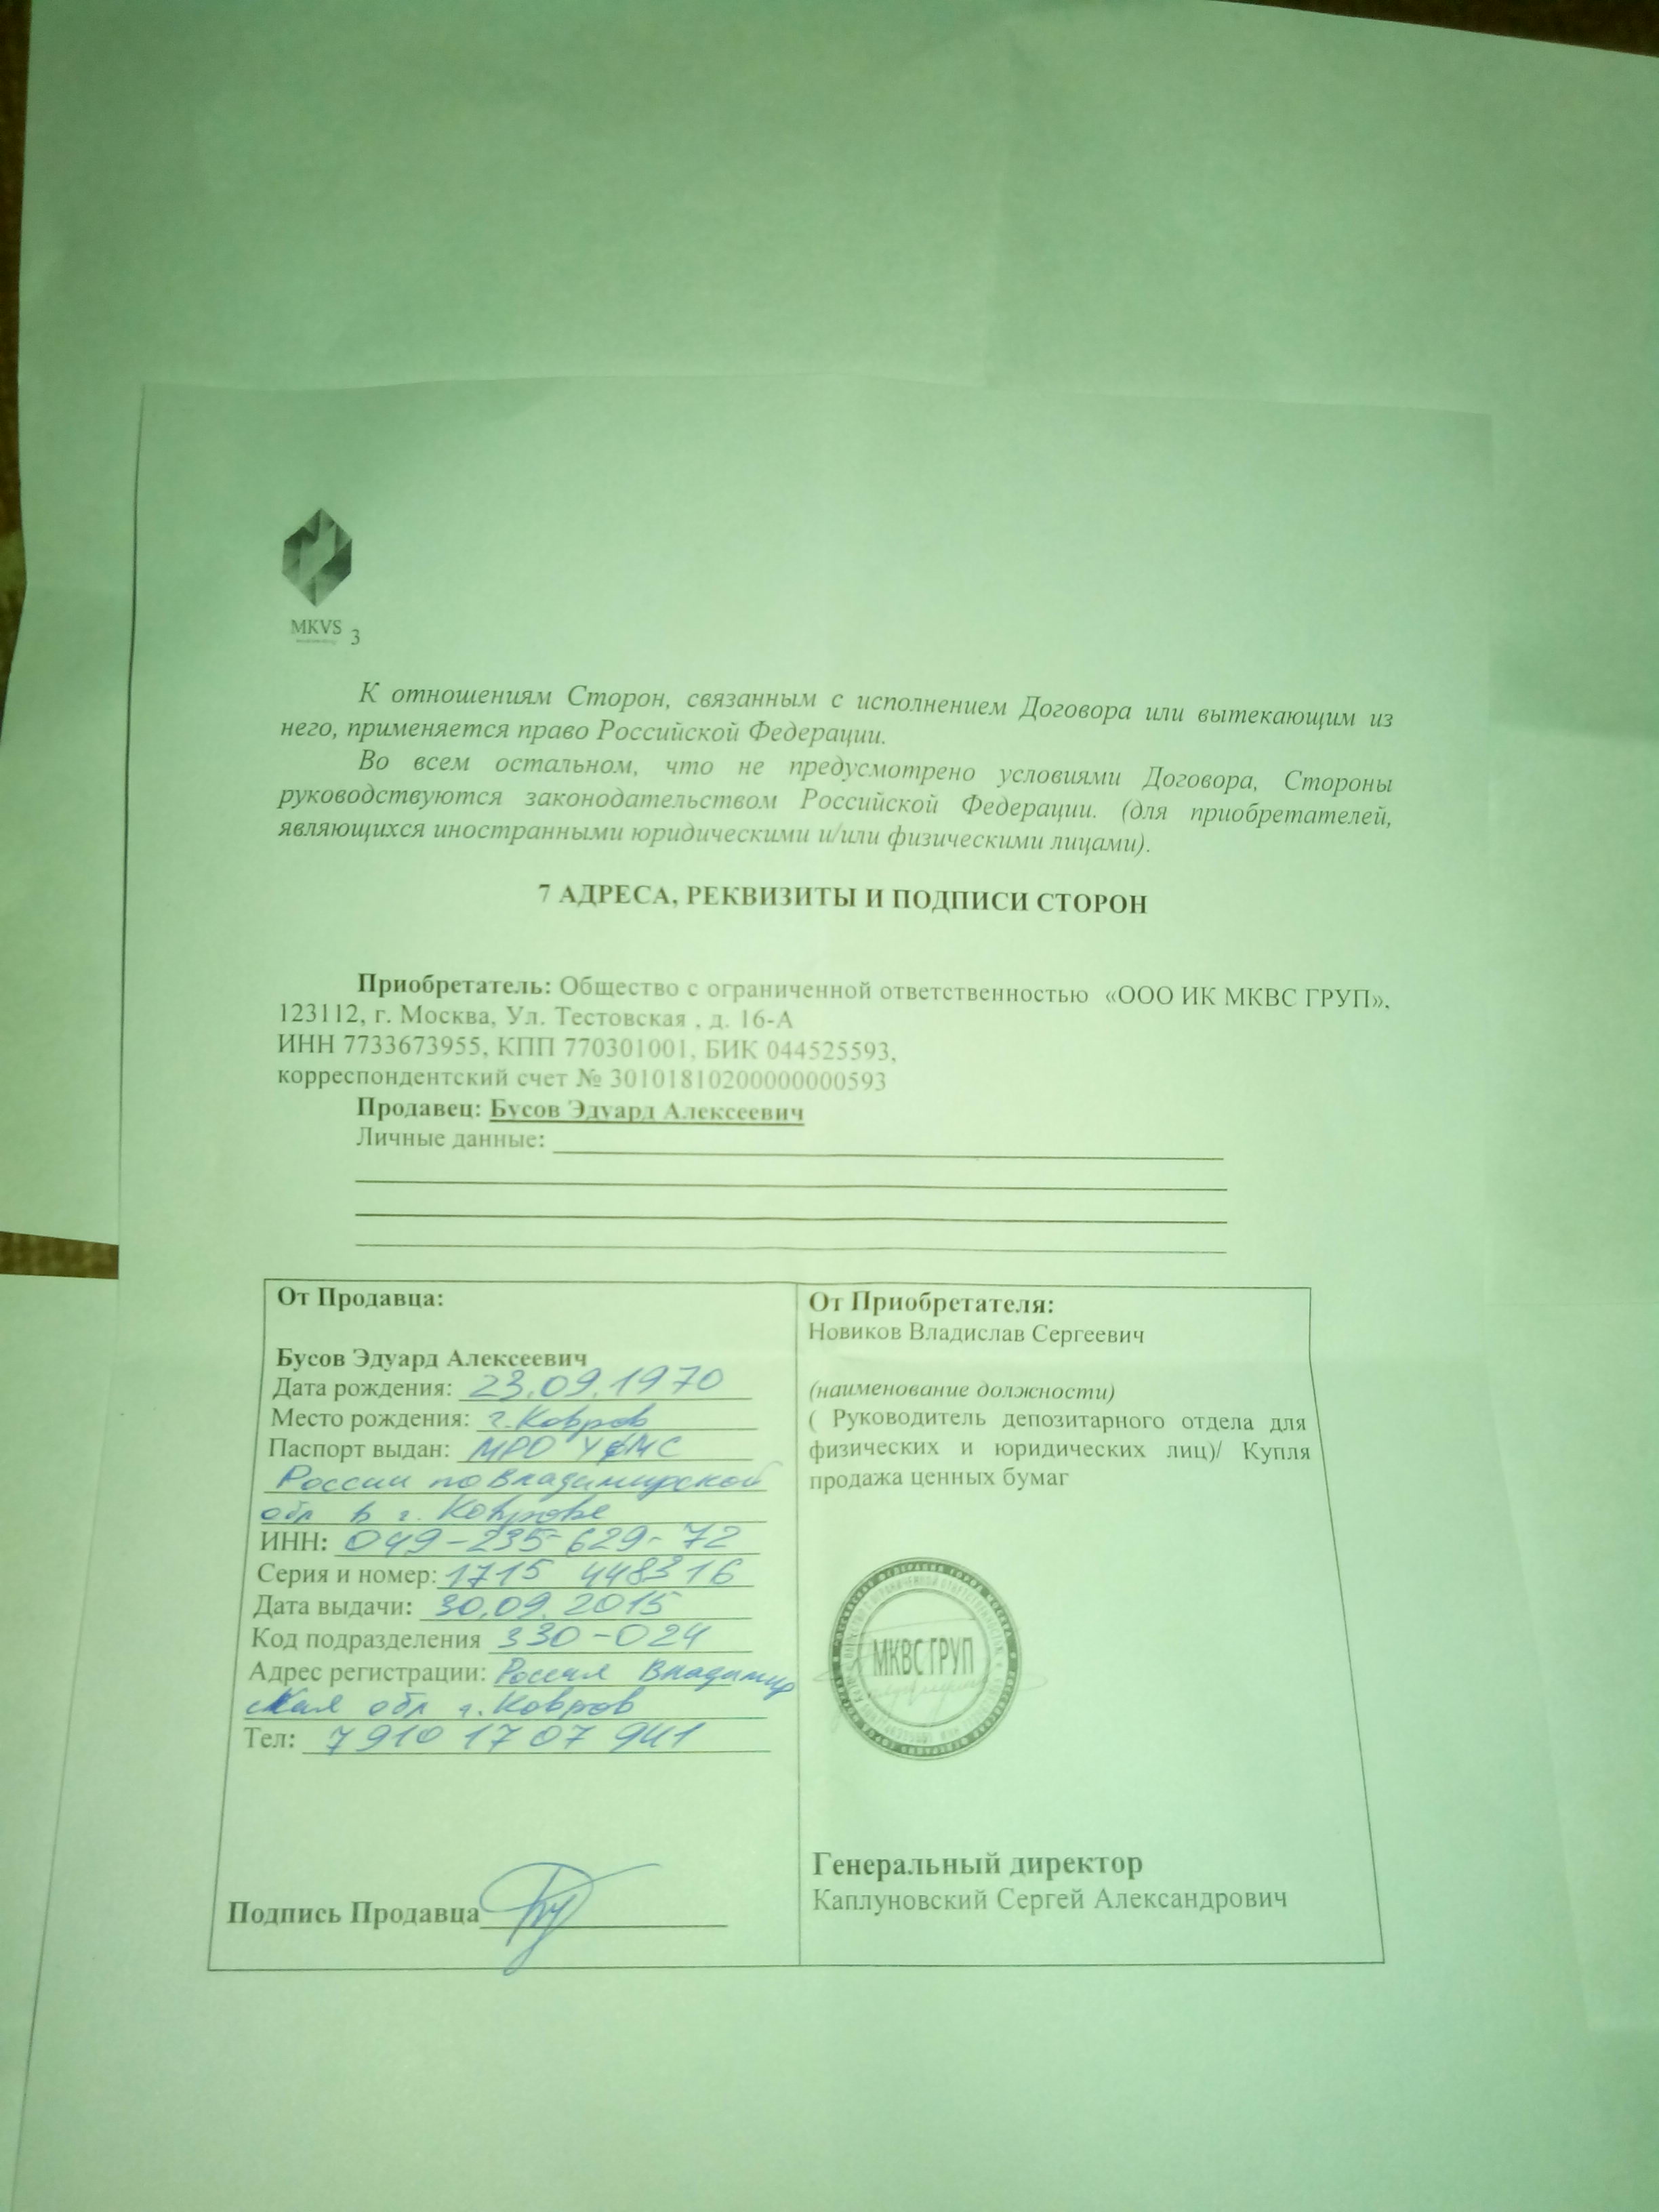 MKVS 3
К отношениям Сторон, связанным с исполнением Договора или вытекающим из
него, применяется право Российской Федерации.
Во всем остальном, что не предусмотрено условиями Договора, Стороны
руководствуются законодательством Российской Федерации. (для приобретателей,
являющихся иностранными юридическими и/или физическими лицами).
7 АДРЕСА, РЕКВИЗИТЫ И ПОДПИСИ СТОРОН
Приобретатель: Общество с ограниченной ответственностью «ООО ИК МКВС ГРУП»,
123112, г. Москва, Ул. Тестовская , д. 16-А
ИНН 7733673955, КПП 770301001, БИК 044525593,
корреспондентский счет № 30101810200000000593
Продавец: Бусов Эдуард Алексеевич
Личные данные:
От Продавца:
Бусов Эдуард Алексеевич
Дата рождения: 23.09.1970
Место рождения: г. Ковров
Паспорт выдан: МРО УФМС
России по Владимирской
обл в г. Коврове
ИНН: 049-235-629-72
Серия и номер: 1715 448316
Дата выдачи: 30.09.2015
Код подразделения 330-024
Адрес регистрации: Россия Владимир
ская обл г. Ковров
Тел: 7 910 17 07 941
Подпись Продавца
От Приобретателя:
Новиков Владислав Сергеевич
(наименование должности)
( Руководитель депозитарного отдела для
физических и юридических лиц)/ Купля
продажа ценных бумаг
МКВС ГРУП
Генеральный директор
Каплуновский Сергей Александрович